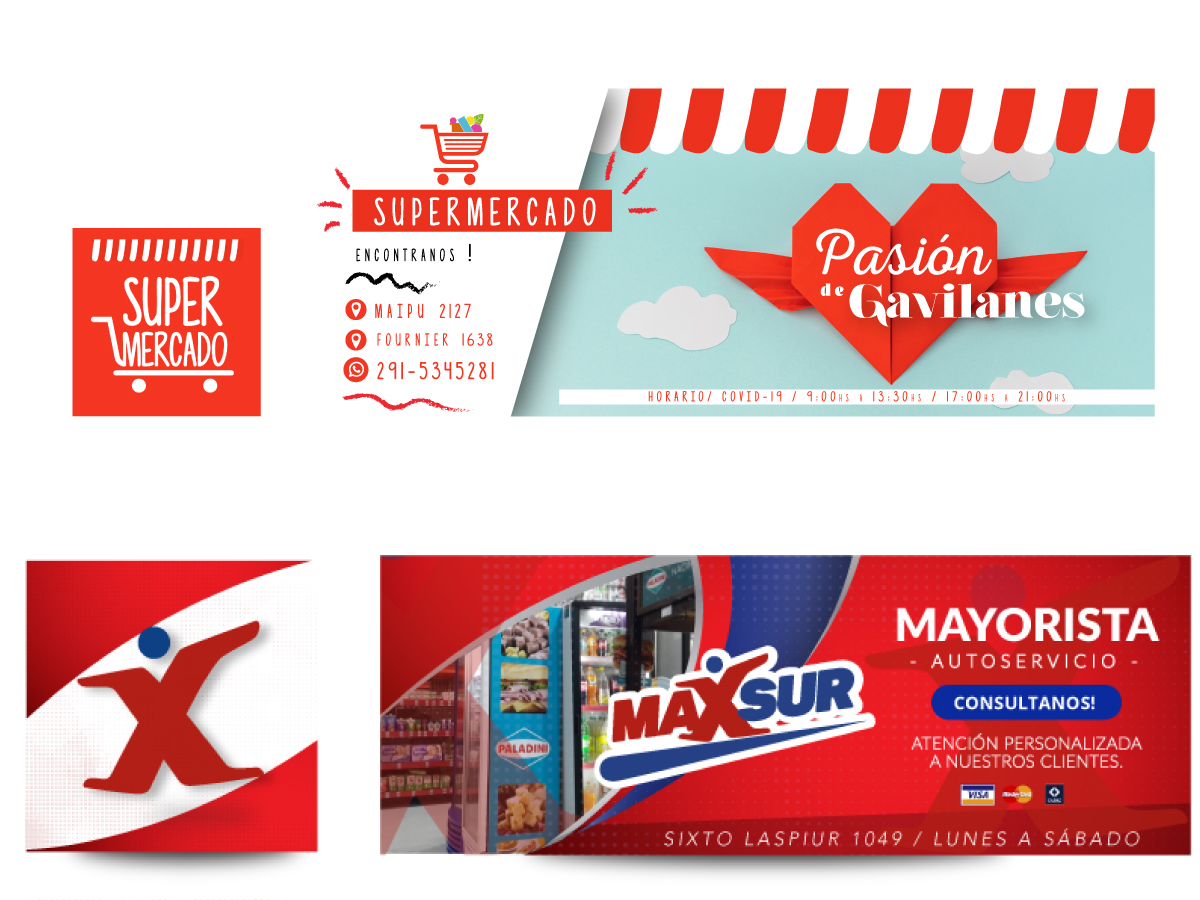 SUPER
MERCADO
SUPERMERCADO
ENCONTRANOS !
MAIPU 2127
FOURNIER 1638
291-5345281
Pasión
de Gavilanes
HORARIO/ COVID-19 / 9:00HS A 13:30HS / 17:00HS A 21:00HS
X
PALADINI
PALADINI
MAXSUR
MAYORISTA
- AUTOSERVICIO -
CONSULTANOS!
ATENCIÓN PERSONALIZADA
A NUESTROS CLIENTES.
VISA MasterCard
SIXTO LASPIUR 1049 / LUNES A SÁBADO